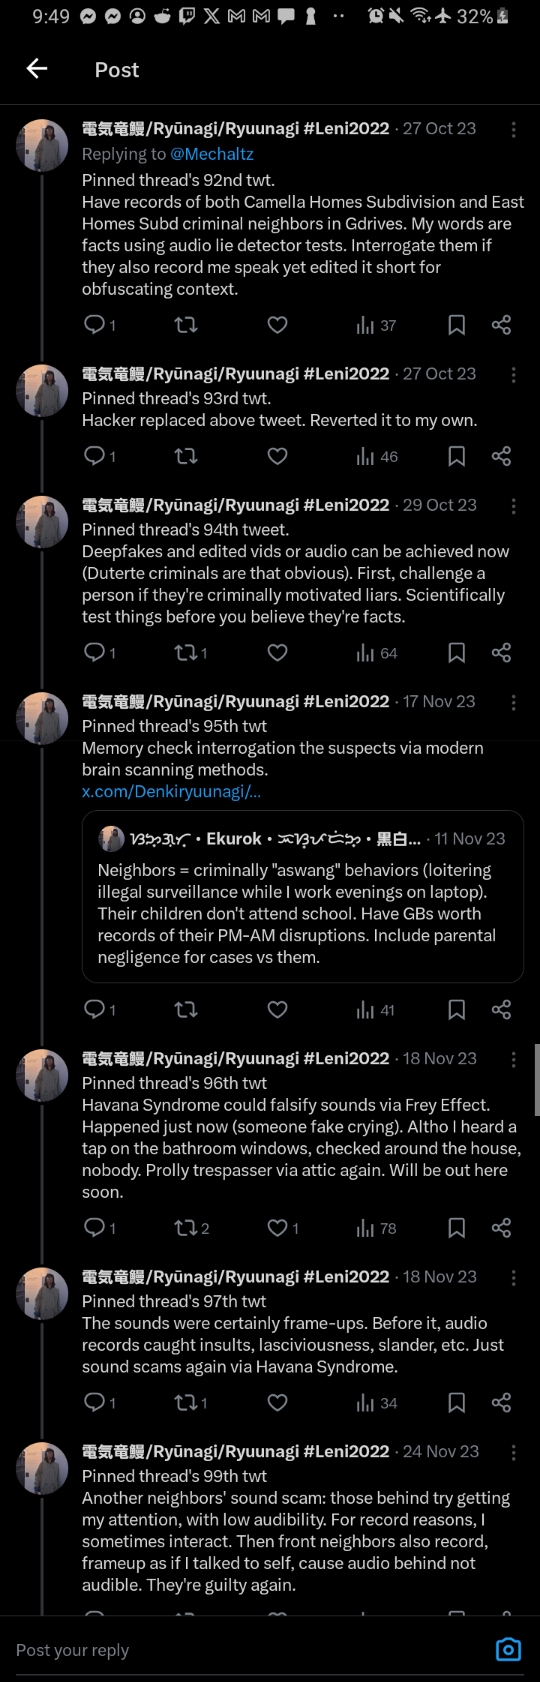 9:49
32%
Post
電気竜鰻/Ryūnagi/Ryuunagi #Leni2022 · 27 Oct 23
Replying to @Mechaltz
Pinned thread's 92nd twt.
Have records of both Camella Homes Subdivision and East
Homes Subd criminal neighbors in Gdrives. My words are
facts using audio lie detector tests. Interrogate them if
they also record me speak yet edited it short for
obfuscating context.
1 37
電気竜鰻/Ryūnagi/Ryuunagi #Leni2022 · 27 Oct 23
Pinned thread's 93rd twt.
Hacker replaced above tweet. Reverted it to my own.
1 46
電気竜鰻/Ryūnagi/Ryuunagi #Leni2022 · 29 Oct 23
Pinned thread's 94th tweet.
Deepfakes and edited vids or audio can be achieved now
(Duterte criminals are that obvious). First, challenge a
person if they're criminally motivated liars. Scientifically
test things before you believe they're facts.
1 1 64
電気竜鰻/Ryūnagi/Ryuunagi #Leni2022 · 17 Nov 23
Pinned thread's 95th twt
Memory check interrogation the suspects via modern
brain scanning methods.
x.com/Denkiryuunagi/...
• Ekurok • • 黒白... · 11 Nov 23
Neighbors = criminally "aswang" behaviors (loitering
illegal surveillance while I work evenings on laptop).
Their children don't attend school. Have GBs worth
records of their PM-AM disruptions. Include parental
negligence for cases vs them.
1 41
電気竜鰻/Ryūnagi/Ryuunagi #Leni2022 · 18 Nov 23
Pinned thread's 96th twt
Havana Syndrome could falsify sounds via Frey Effect.
Happened just now (someone fake crying). Altho I heard a
tap on the bathroom windows, checked around the house,
nobody. Prolly trespasser via attic again. Will be out here
soon.
1 2 1 78
電気竜鰻/Ryūnagi/Ryuunagi #Leni2022 · 18 Nov 23
Pinned thread's 97th twt
The sounds were certainly frame-ups. Before it, audio
records caught insults, lasciviousness, slander, etc. Just
sound scams again via Havana Syndrome.
1 1 34
電気竜鰻/Ryūnagi/Ryuunagi #Leni2022 · 24 Nov 23
Pinned thread's 99th twt
Another neighbors' sound scam: those behind try getting
my attention, with low audibility. For record reasons, I
sometimes interact. Then front neighbors also record,
frameup as if I talked to self, cause audio behind not
audible. They're guilty again.
Post your reply